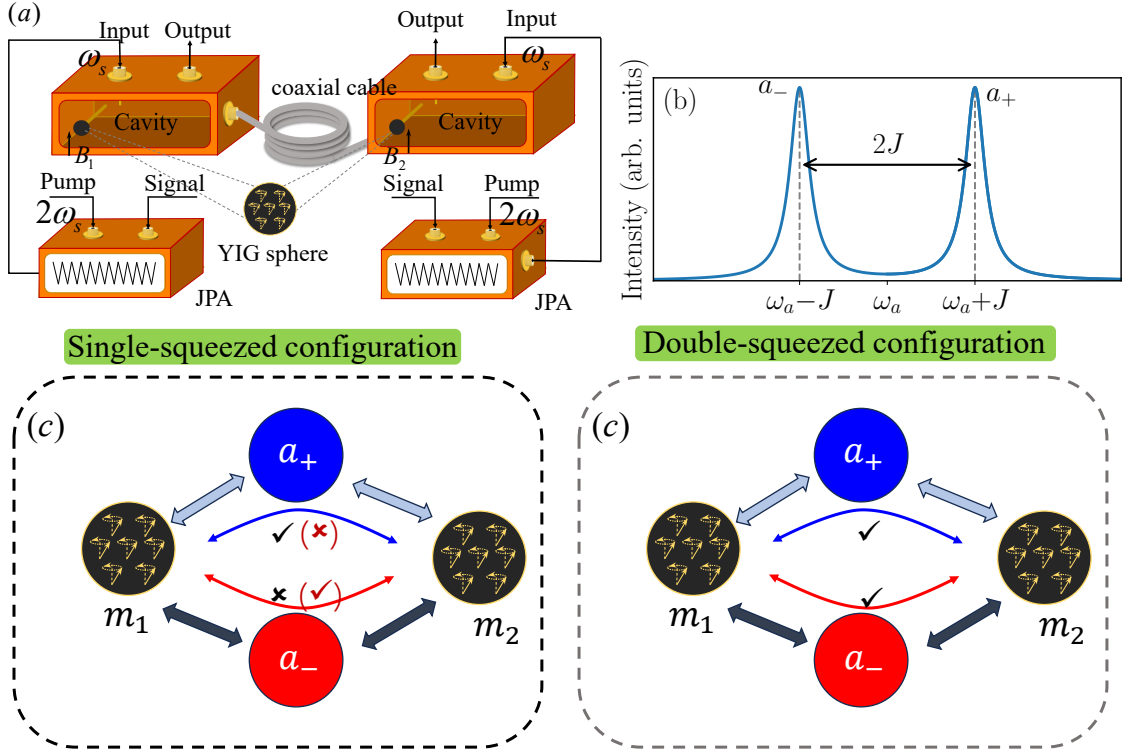 (a)
Input
Output
Output
Input
ω_s
ω_s
coaxial cable
Cavity
Cavity
B_1
B_2
Pump
Signal
Signal
Pump
2ω_s
2ω_s
YIG sphere
JPA
JPA
(b)
a_−
a_+
2J
Intensity (arb. units)
ω_a−J
ω_a
ω_a+J
Single-squeezed configuration
Double-squeezed configuration
(c)
a_+
✓ (✘)
✘ (✓)
m_1
m_2
a_−
(c)
a_+
✓
✓
m_1
m_2
a_−